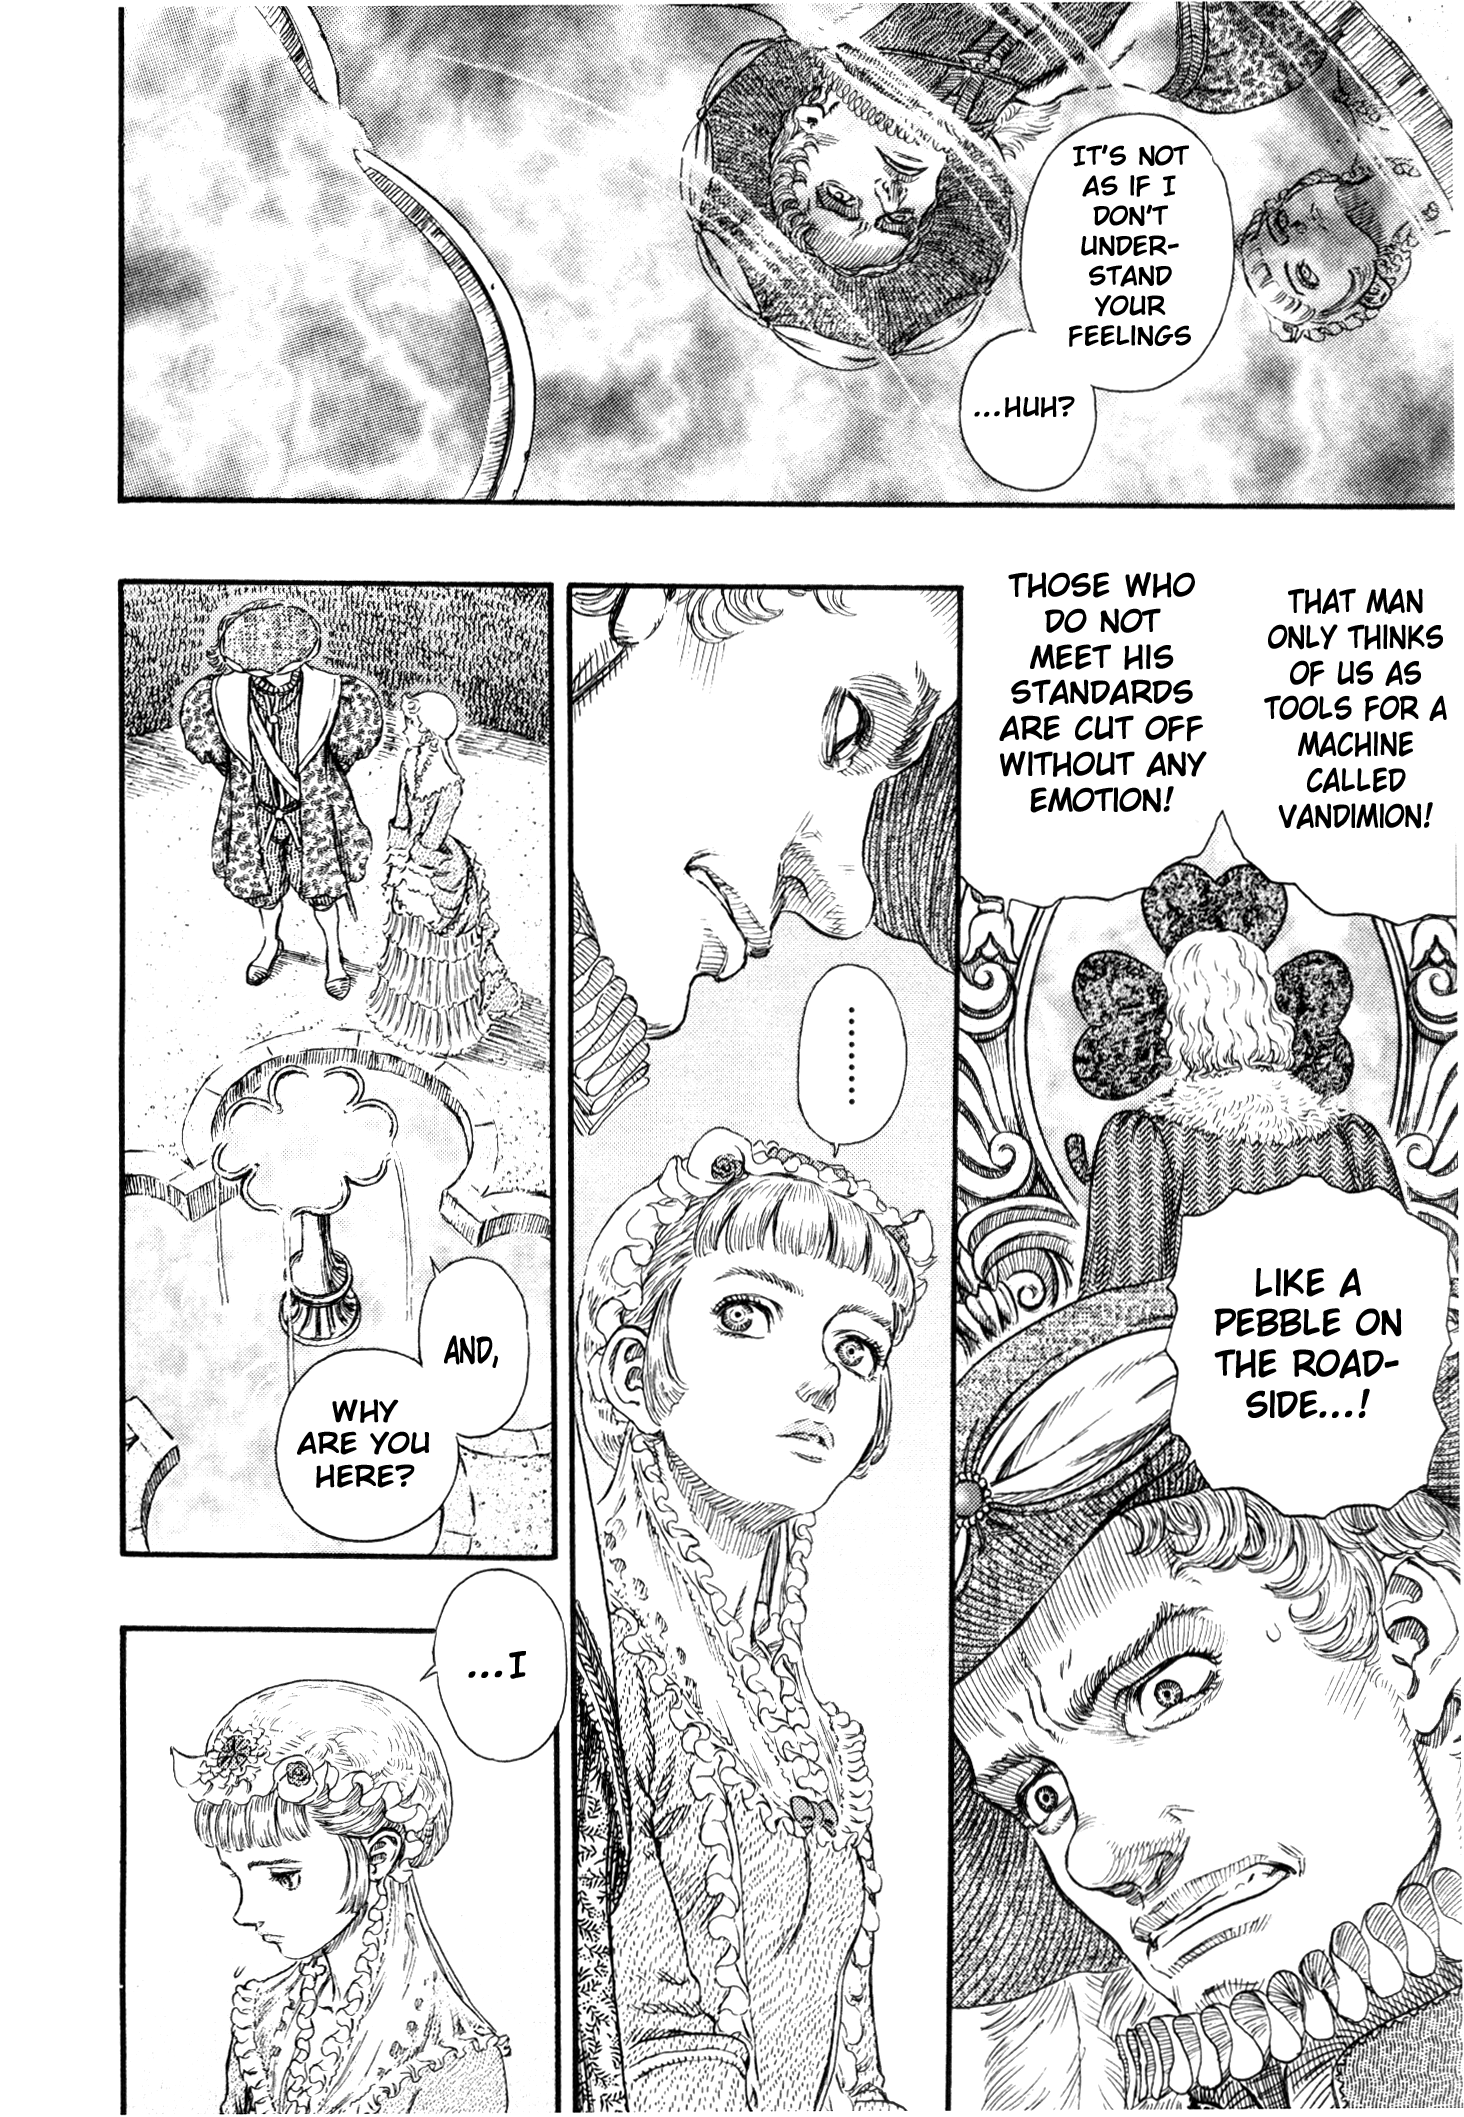 IT'S NOT
AS IF I
DON'T
UNDER-
STAND
YOUR
FEELINGS
...HUH?
THAT MAN
ONLY THINKS
OF US AS
TOOLS FOR A
MACHINE
CALLED
VANDIMION!
THOSE WHO
DO NOT
MEET HIS
STANDARDS
ARE CUT OFF
WITHOUT ANY
EMOTION!
LIKE A
PEBBLE ON
THE ROAD-
SIDE...!
.........
AND,
WHY
ARE YOU
HERE?
...I